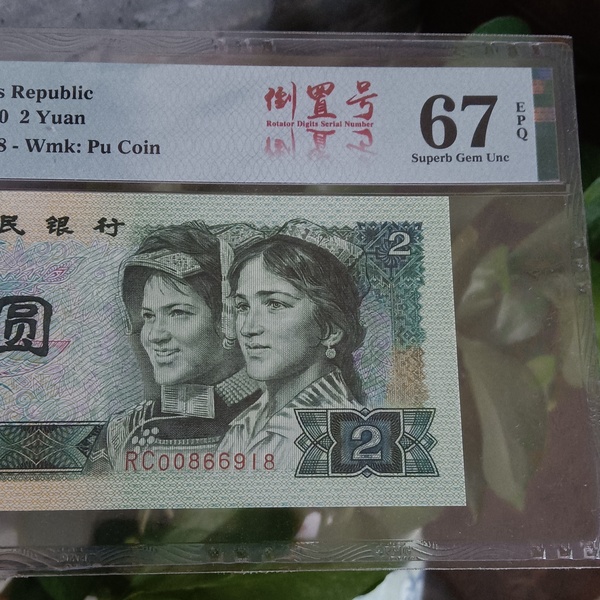 s Republic
0 2 Yuan
8 - Wmk: Pu Coin
倒置号
Rotator Digits Serial Number
67
EPQ
Superb Gem Unc
民银行
2
圆
RC00866918
2